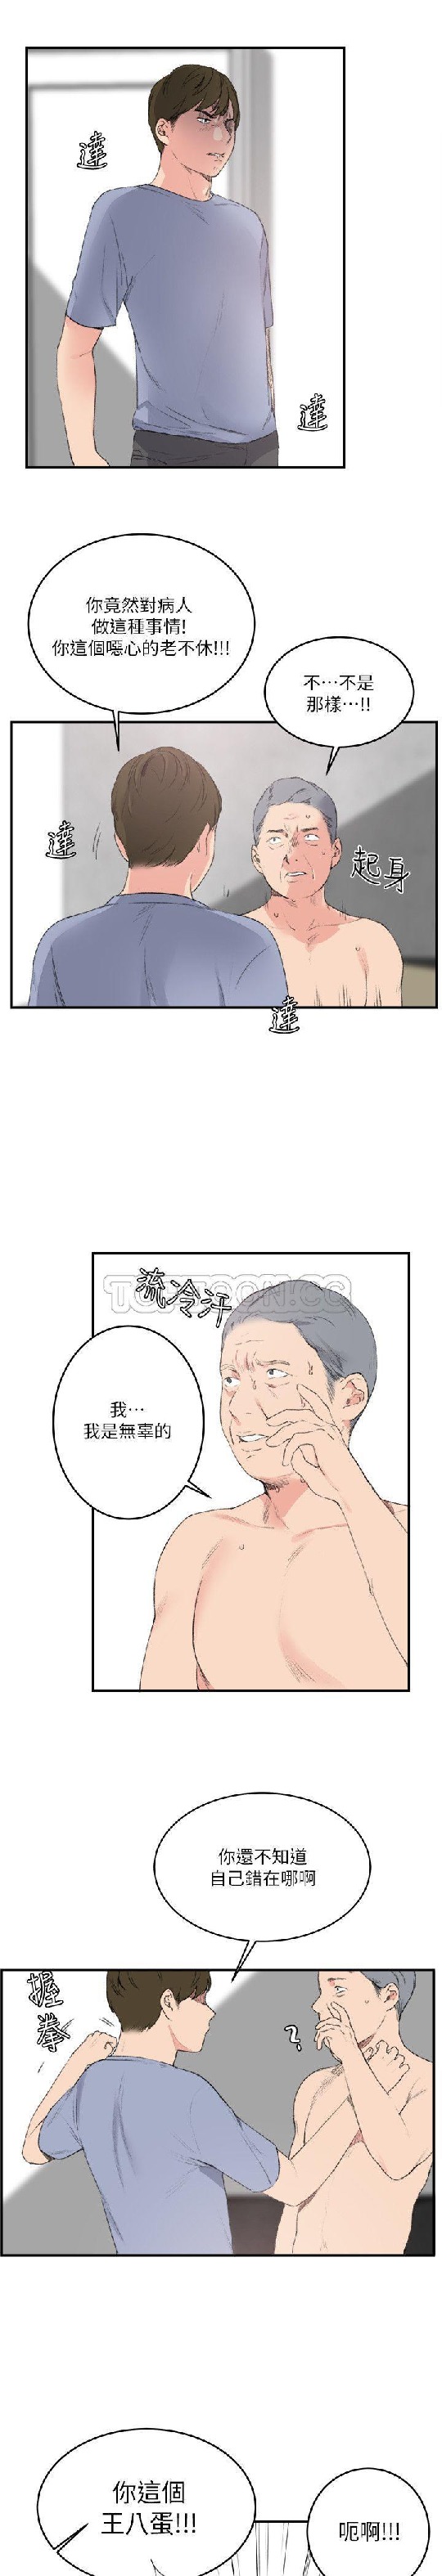 達
達
你竟然對病人
做這種事情!
你這個噁心的老不休!!!
不…不是
那樣…!!
達
起身
達
流冷汗
TOPTOON.CO
我…
我是無辜的
你還不知道
自己錯在哪啊
握拳
?
你這個
王八蛋!!!
呃啊!!!